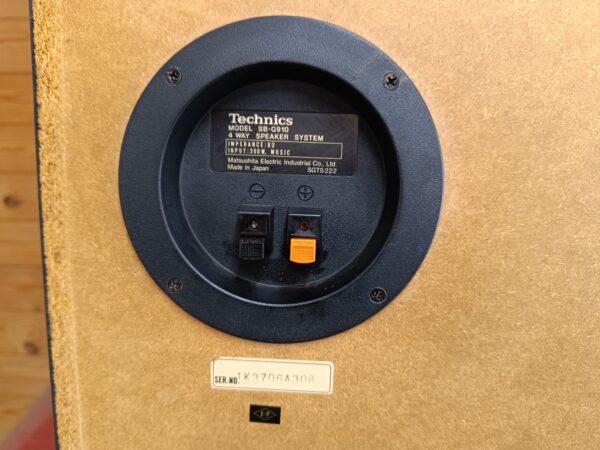 Technics
MODEL SB-G910
4 WAY SPEAKER SYSTEM
IMPEDANCE:8Ω
INPUT:300W, MUSIC
Matsushita Electric Industrial Co., Ltd.
Made in Japan SGTS222
⊖ ⊕
SER.NO. 1K3706A306